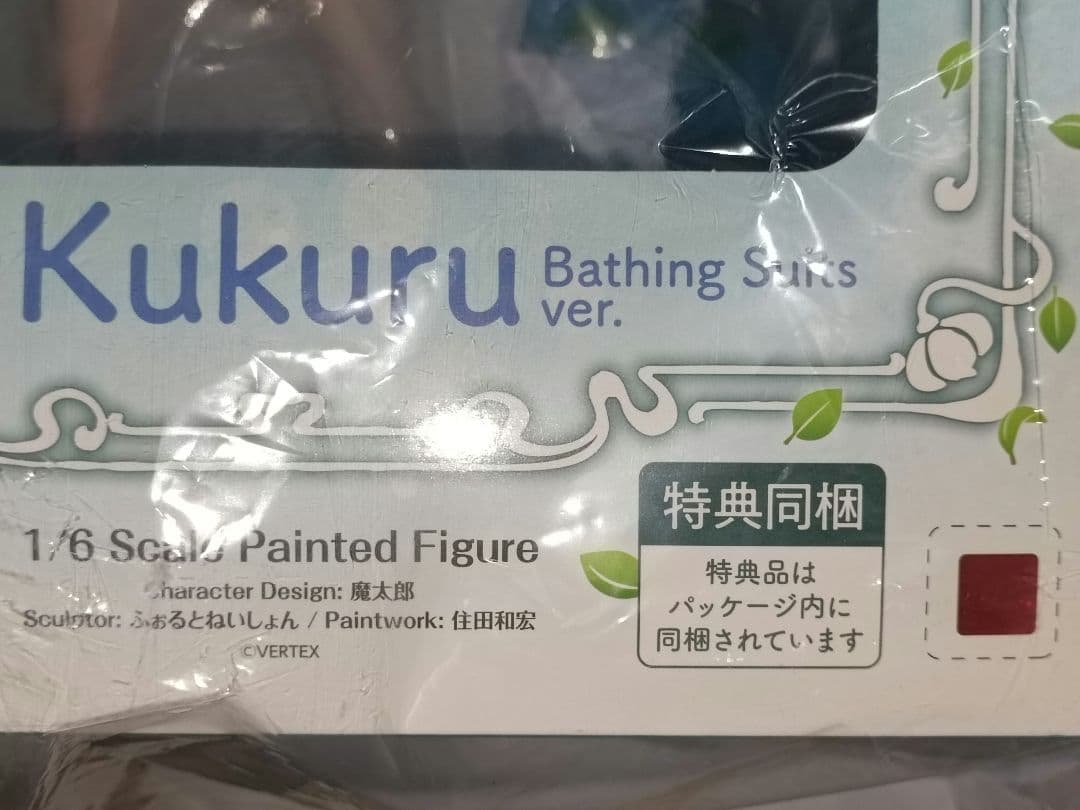 Kukuru
Bathing Suits
ver.
1/6 Scale Painted Figure
Character Design: 魔太郎
Sculptor: ふぉるとねいしょん / Paintwork: 住田和宏
©VERTEX
特典同梱
特典品は
パッケージ内に
同梱されています